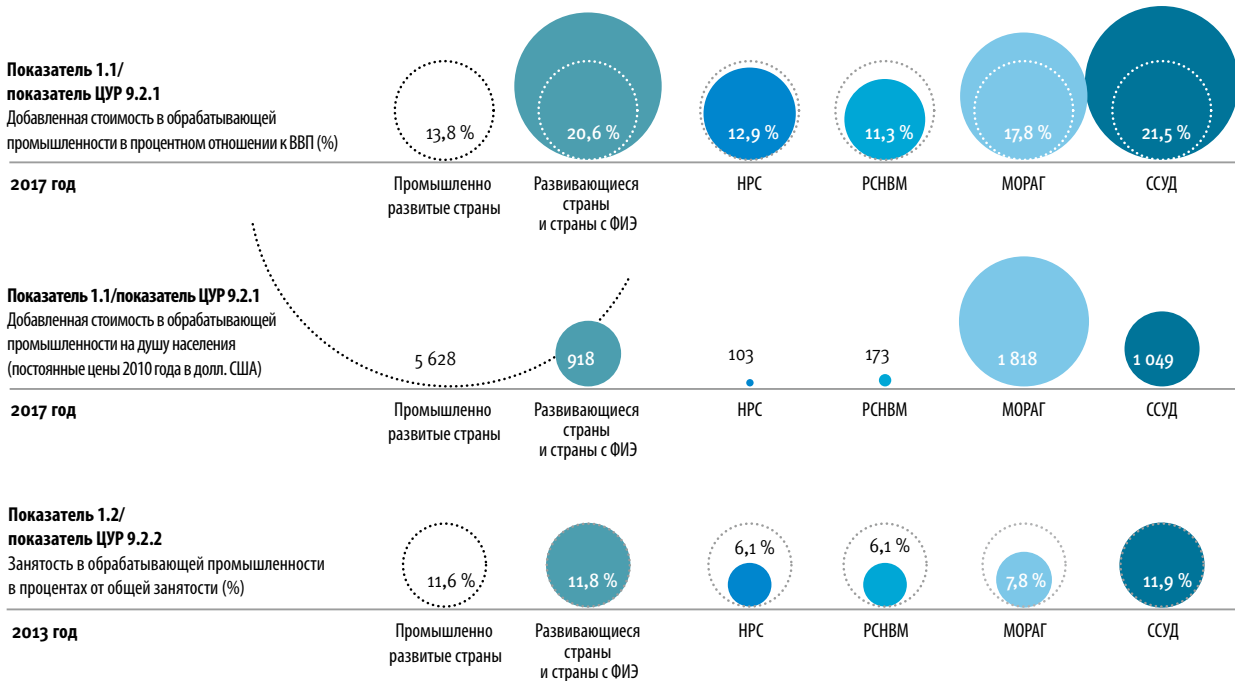 Показатель 1.1/
показатель ЦУР 9.2.1
Добавленная стоимость в обрабатывающей
промышленности в процентном отношении к ВВП (%)
13,8 %
20,6 %
12,9 %
11,3 %
17,8 %
21,5 %
2017 год
Промышленно
развитые страны
Развивающиеся
страны
и страны с ФИЭ
НРС
РСНВМ
МОРАГ
ССУД
Показатель 1.1/показатель ЦУР 9.2.1
Добавленная стоимость в обрабатывающей
промышленности на душу населения
(постоянные цены 2010 года в долл. США)
5 628
918
103
173
1 818
1 049
2017 год
Промышленно
развитые страны
Развивающиеся
страны
и страны с ФИЭ
НРС
РСНВМ
МОРАГ
ССУД
Показатель 1.2/
показатель ЦУР 9.2.2
Занятость в обрабатывающей промышленности
в процентах от общей занятости (%)
11,6 %
11,8 %
6,1 %
6,1 %
7,8 %
11,9 %
2013 год
Промышленно
развитые страны
Развивающиеся
страны
и страны с ФИЭ
НРС
РСНВМ
МОРАГ
ССУД